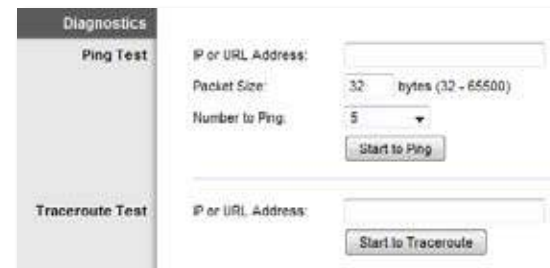 Diagnostics
Ping Test
IP or URL Address:
Packet Size: 32 bytes (32 - 65500)
Number to Ping: 5
Start to Ping
Traceroute Test
IP or URL Address:
Start to Traceroute